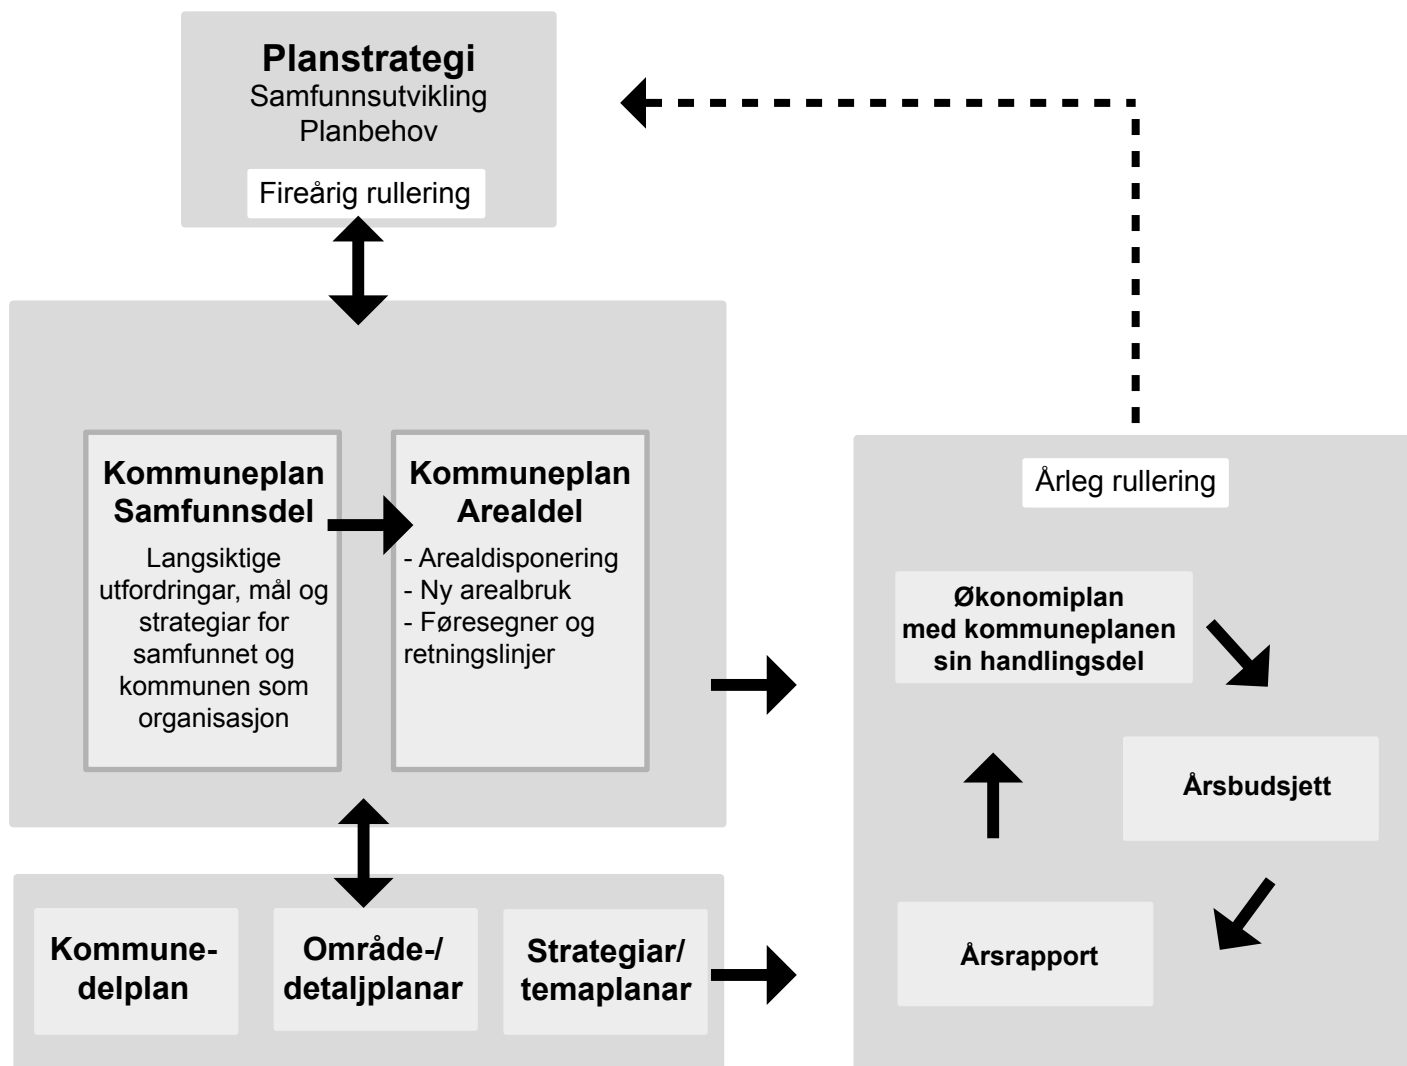 Planstrategi
Samfunnsutvikling
Planbehov
Fireårig rullering
Kommuneplan
Samfunnsdel
Langsiktige
utfordringar, mål og
strategiar for
samfunnet og
kommunen som
organisasjon
Kommuneplan
Arealdel
- Arealdisponering
- Ny arealbruk
- Føresegner og
retningslinjer
Kommune-
delplan
Område-/
detaljplanar
Strategiar/
temaplanar
Årleg rullering
Økonomiplan
med kommuneplanen
sin handlingsdel
Årsbudsjett
Årsrapport